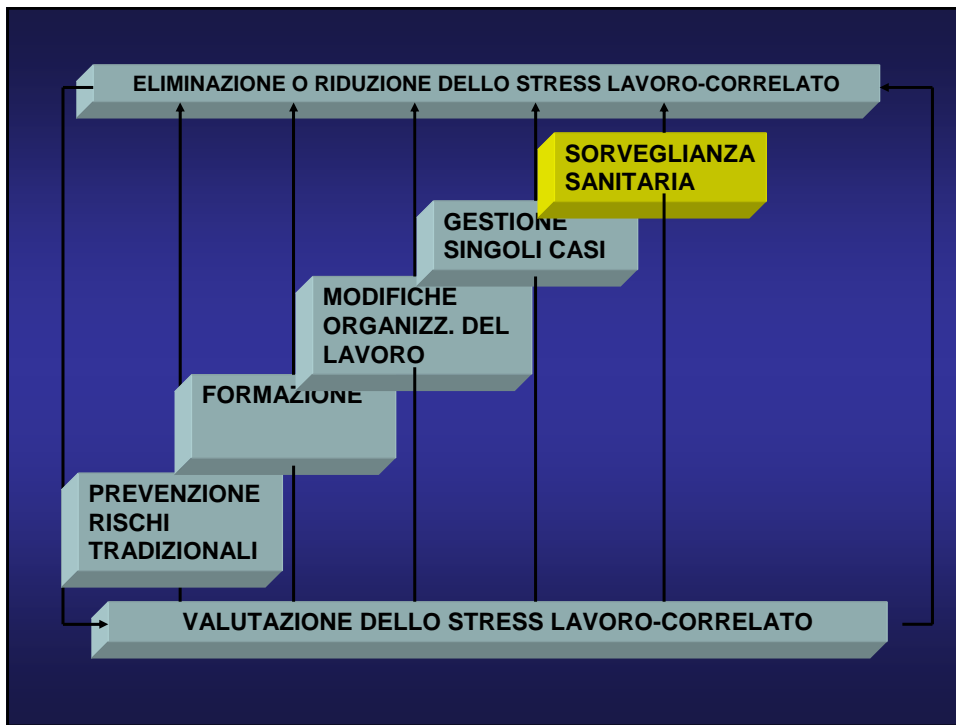 ELIMINAZIONE O RIDUZIONE DELLO STRESS LAVORO-CORRELATO
SORVEGLIANZA
SANITARIA
GESTIONE
SINGOLI CASI
MODIFICHE
ORGANIZZ. DEL
LAVORO
FORMAZIONE
PREVENZIONE
RISCHI
TRADIZIONALI
VALUTAZIONE DELLO STRESS LAVORO-CORRELATO